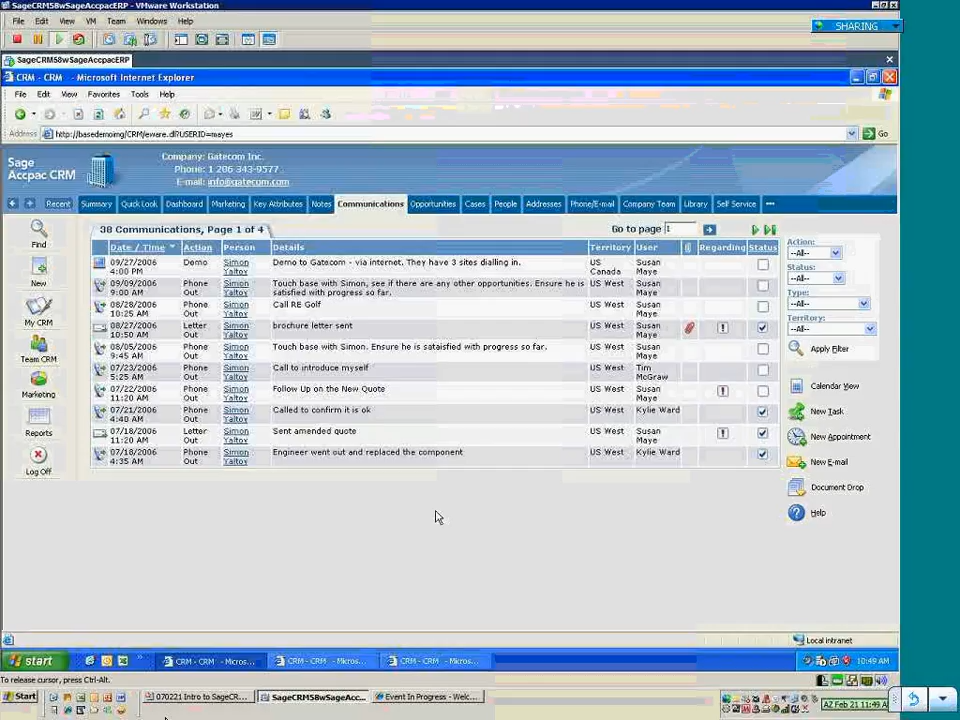 SageCRM58wSageAccpacERP - VMware Workstation
File Edit View VM Team Windows Help
SHARING
SageCRM58wSageAccpacERP
CRM - CRM - Microsoft Internet Explorer
File Edit View Favorites Tools Help
Address http://basedemoimg/CRM/eware.dll?USERID=mayes Go
Sage
Accpac CRM
Company: Gatecom Inc.
Phone: 1 206 343-9577
E-mail: info@gatecom.com
Recent Summary Quick Look Dashboard Marketing Key Attributes Notes Communications Opportunities Cases People Addresses Phone/E-mail Company Team Library Self Service
38 Communications, Page 1 of 4 Go to page 1
Date / Time Action Person Details Territory User Regarding Status
09/27/2006 4:00 PM Demo Simon Yaltoy Demo to Gatecom - via internet. They have 3 sites dialling in. US Canada Susan Maye
09/09/2006 9:00 AM Phone Out Simon Yaltoy Touch base with Simon, see if there are any other opportunities. Ensure he is satisfied with progress so far. US West Susan Maye
08/28/2006 10:25 AM Phone Out Simon Yaltoy Call RE Golf US West Susan Maye
08/27/2006 10:50 AM Letter Out Simon Yaltoy brochure letter sent US West Susan Maye
08/05/2006 9:45 AM Phone Out Simon Yaltoy Touch base with Simon. Ensure he is sataisfied with progress so far. US West Susan Maye
07/23/2006 5:25 AM Phone Out Simon Yaltoy Call to introduce myself US West Tim McGraw
07/22/2006 11:20 AM Phone Out Simon Yaltoy Follow Up on the New Quote US West Susan Maye
07/21/2006 4:40 AM Phone Out Simon Yaltoy Called to confirm it is ok US West Kylie Ward
07/18/2006 11:20 AM Letter Out Simon Yaltoy Sent amended quote US West Susan Maye
07/18/2006 4:35 AM Phone Out Simon Yaltoy Engineer went out and replaced the component US West Kylie Ward
Find
New
My CRM
Team CRM
Marketing
Reports
Log Off
Action:
--All--
Status:
--All--
Type:
--All--
Territory:
--All--
Apply Filter
Calendar View
New Task
New Appointment
New E-mail
Document Drop
Help
Local intranet
start CRM - CRM - Micros... CRM - CRM - Micros... CRM - CRM - Micros... 10:49 AM
To release cursor, press Ctrl-Alt.
Start 070221 Intro to SageCR... SageCRM58wSageAcc... Event In Progress - Welc... AZ Feb 21 11:49 A